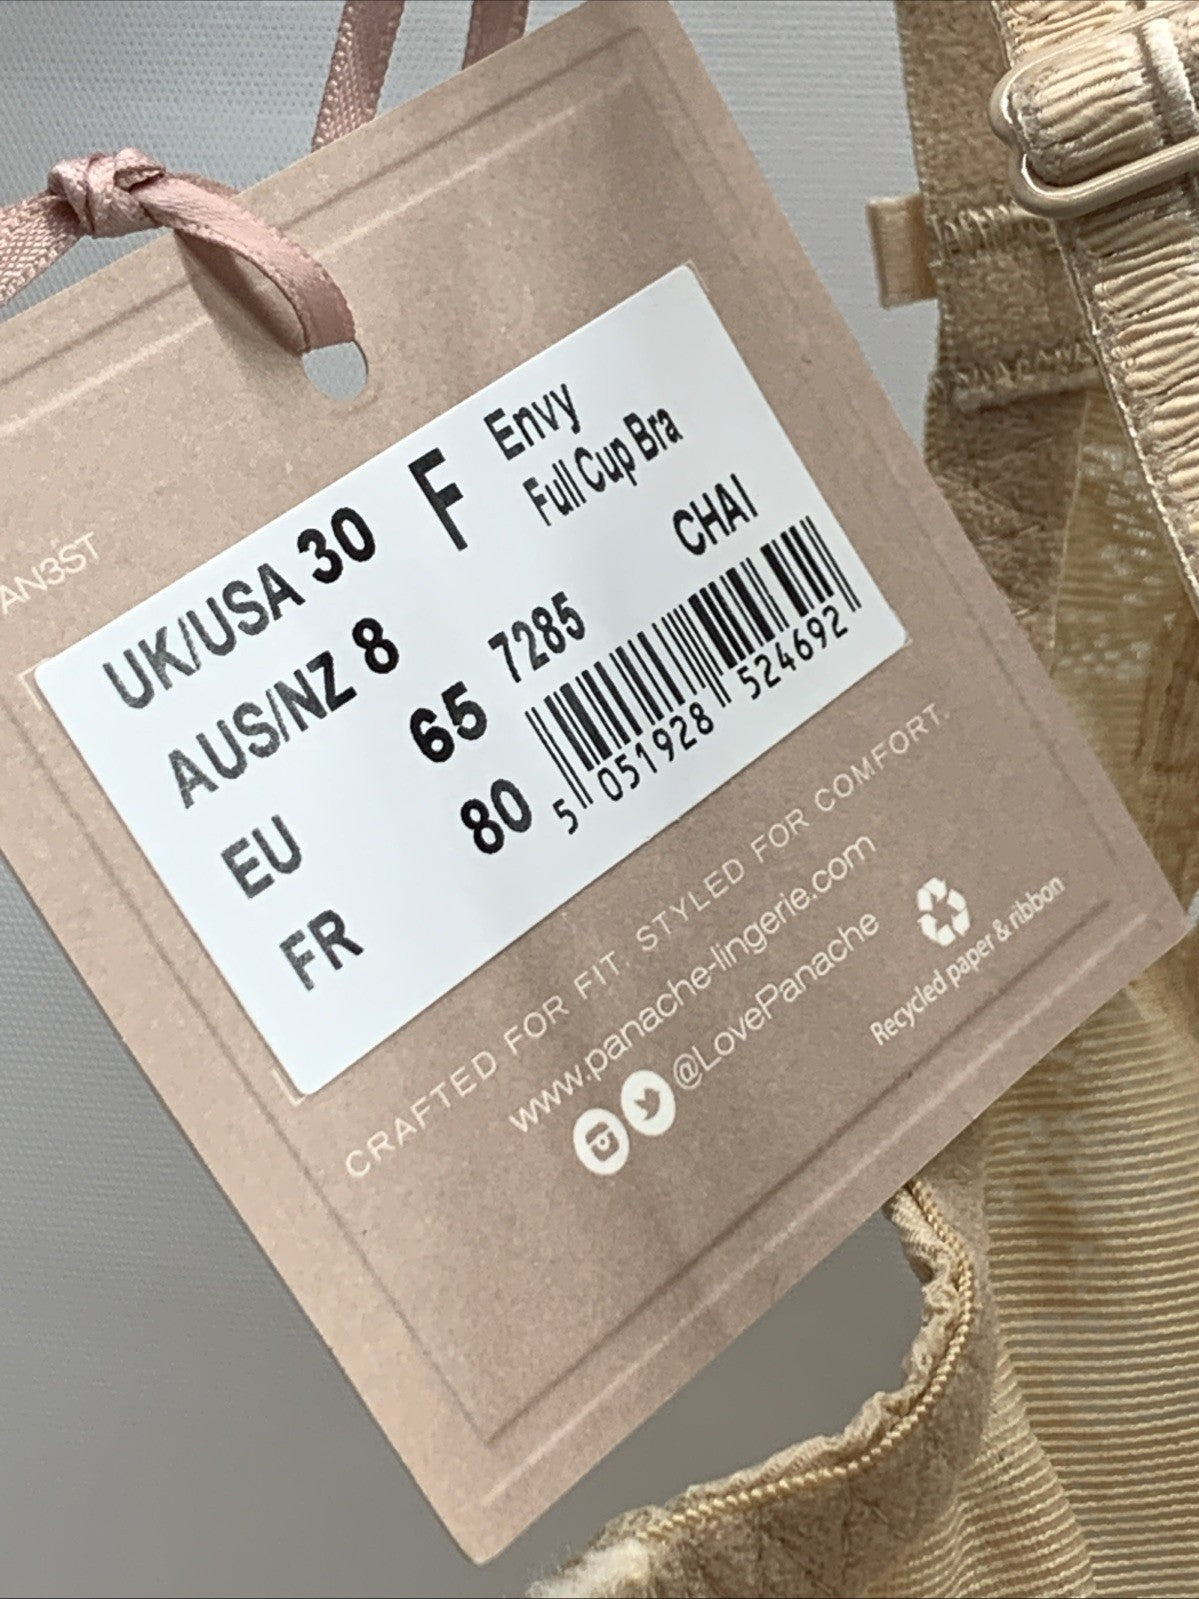 AN3ST
UK/USA 30 F
AUS/NZ 8
EU 65
FR 80
Envy
Full Cup Bra
CHAI
7285
5 051928 524692
CRAFTED FOR FIT. STYLED FOR COMFORT.
www.panache-lingerie.com
@LovePanache
Recycled paper & ribbon